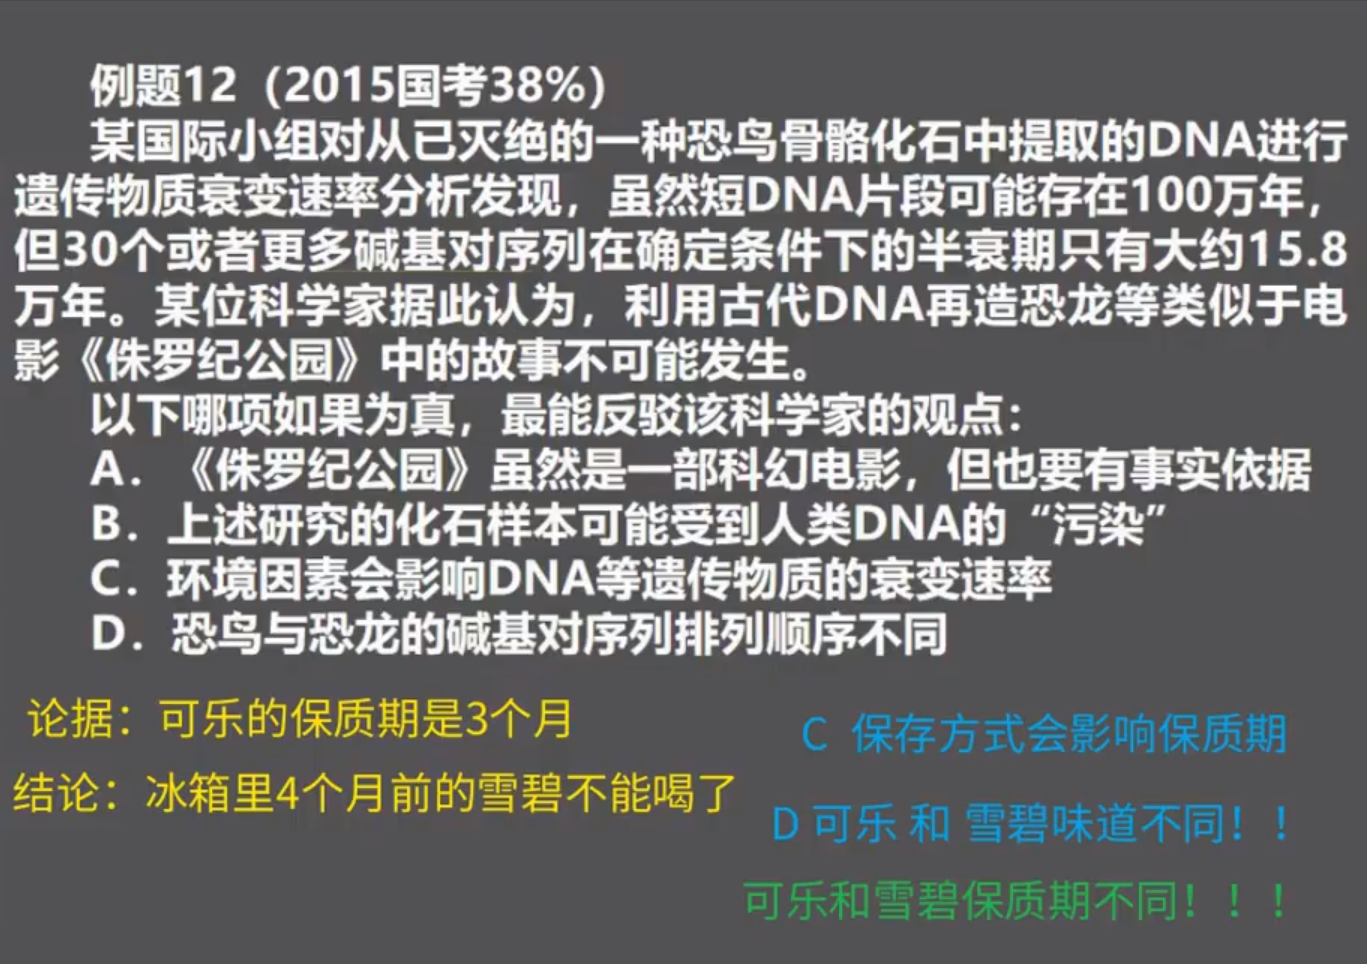 例题12（2015国考38%）
某国际小组对从已灭绝的一种恐鸟骨骼化石中提取的DNA进行
遗传物质衰变速率分析发现，虽然短DNA片段可能存在100万年，
但30个或者更多碱基对序列在确定条件下的半衰期只有大约15.8
万年。某位科学家据此认为，利用古代DNA再造恐龙等类似于电
影《侏罗纪公园》中的故事不可能发生。
以下哪项如果为真，最能反驳该科学家的观点：
A. 《侏罗纪公园》虽然是一部科幻电影，但也要有事实依据
B. 上述研究的化石样本可能受到人类DNA的“污染”
C. 环境因素会影响DNA等遗传物质的衰变速率
D. 恐鸟与恐龙的碱基对序列排列顺序不同
论据：可乐的保质期是3个月
C 保存方式会影响保质期
结论：冰箱里4个月前的雪碧不能喝了
D 可乐 和 雪碧味道不同！！
可乐和雪碧保质期不同！！！